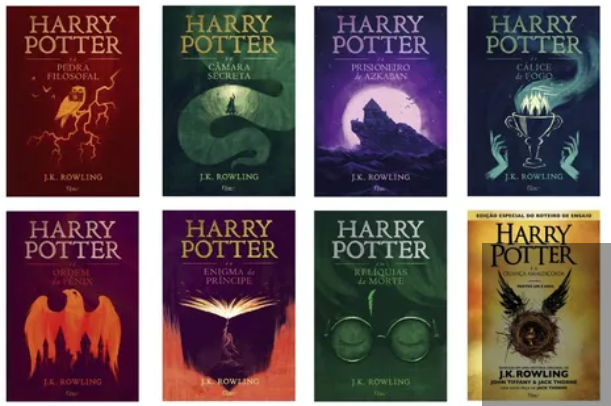 HARRY
POTTER
e a
PEDRA
FILOSOFAL
J.K. ROWLING
HARRY
POTTER
e a
CÂMARA
SECRETA
J.K. ROWLING
HARRY
POTTER
e o
PRISIONEIRO
de AZKABAN
J.K. ROWLING
HARRY
POTTER
e o
CÁLICE
de FOGO
J.K. ROWLING
HARRY
POTTER
e a
ORDEM
da FÊNIX
J.K. ROWLING
HARRY
POTTER
e o
ENIGMA do
PRÍNCIPE
J.K. ROWLING
HARRY
POTTER
e as
RELÍQUIAS
da MORTE
J.K. ROWLING
EDIÇÃO ESPECIAL DO ROTEIRO DE ENSAIO
HARRY
POTTER
e a
CRIANÇA AMALDIÇOADA
PARTES UM E DOIS
J.K. ROWLING
JOHN TIFFANY & JACK THORNE